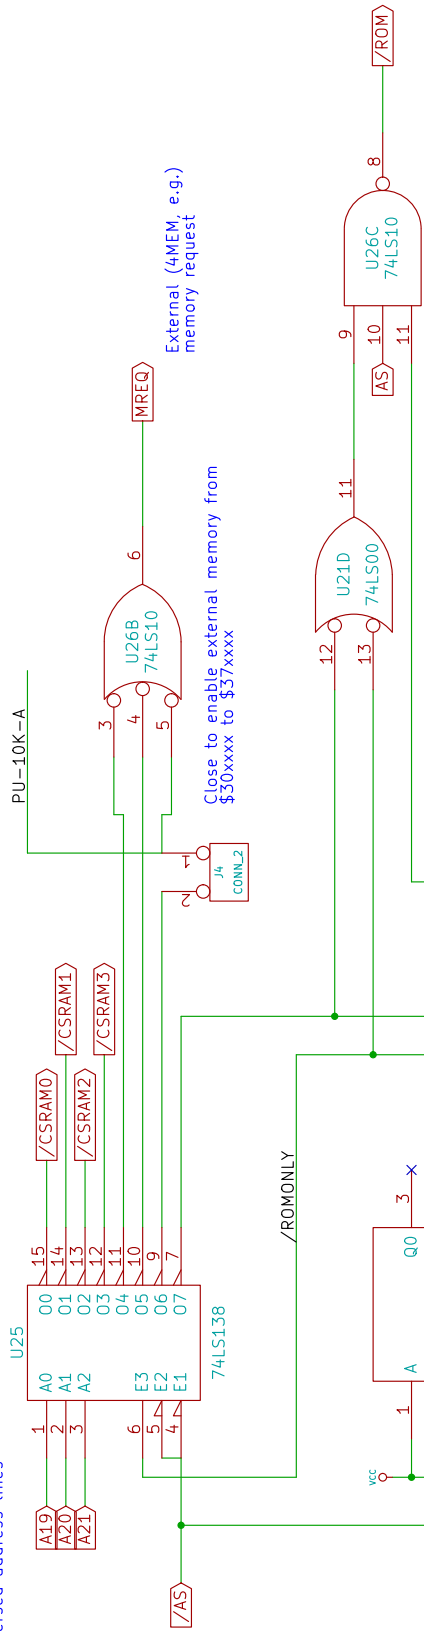 /ROM
8
U26C
74LS10
9
10
11
AS
External (4MEM, e.g.)
memory request
MREQ
6
U26B
74LS10
3
4
5
11
U21D
74LS00
12
13
Close to enable external memory from
$30xxxx to $37xxxx
PU-10K-A
1
2
J4
CONN_2
/CSRAM0
/CSRAM1
/CSRAM2
/CSRAM3
/ROMONLY
U25
74LS138
15
14
13
12
11
10
9
7
O0
O1
O2
O3
O4
O5
O6
O7
A0
A1
A2
E3
E2
E1
1
2
3
6
5
4
A19
A20
A21
/AS
3
Q0
A
1
VCC
address lines